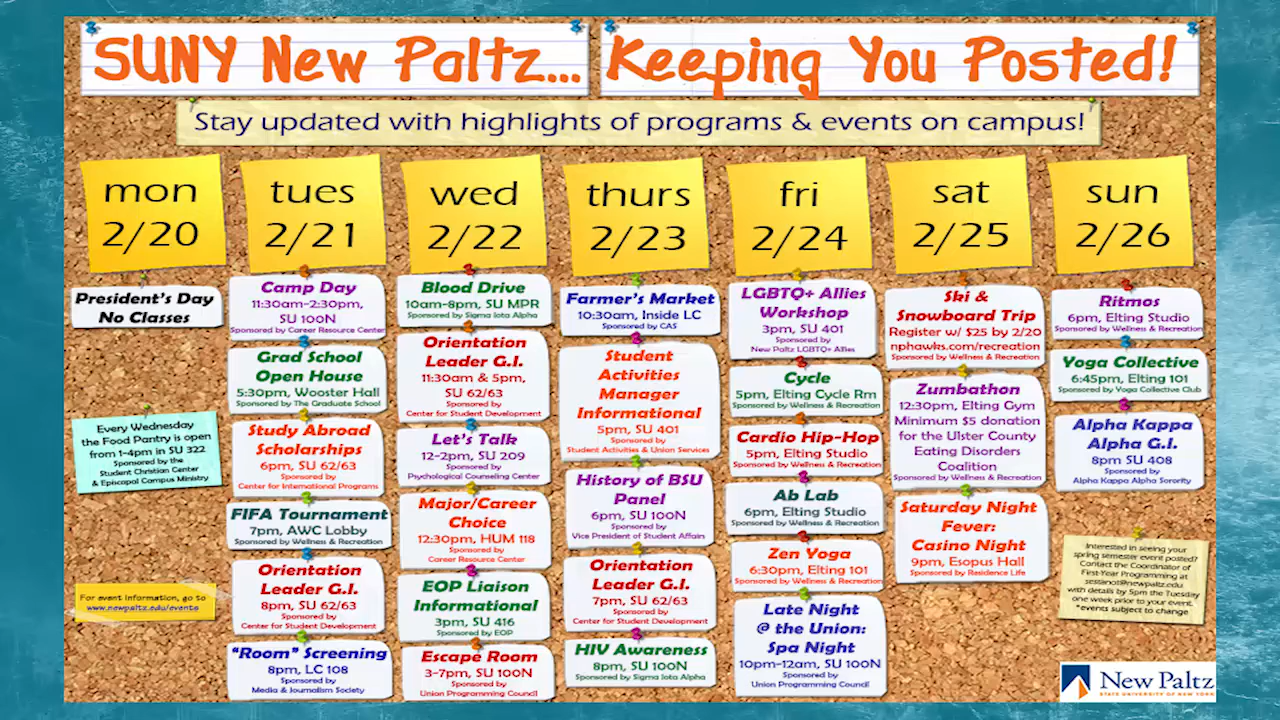 SUNY New Paltz... Keeping You Posted!
Stay updated with highlights of programs & events on campus!
mon
2/20
tues
2/21
wed
2/22
thurs
2/23
fri
2/24
sat
2/25
sun
2/26
President's Day
No Classes
Every Wednesday
the Food Pantry is open
from 1-4pm in SU 322
Sponsored by the
Student Christian Center
& Episcopal Campus Ministry
For event information, go to
www.newpaltz.edu/events
Camp Day
11:30am-2:30pm,
SU 100N
Sponsored by Career Resource Center
Grad School
Open House
5:30pm, Wooster Hall
Sponsored by The Graduate School
Study Abroad
Scholarships
6pm, SU 62/63
Sponsored by
Center for International Programs
FIFA Tournament
7pm, AWC Lobby
Sponsored by Wellness & Recreation
Orientation
Leader G.I.
8pm, SU 62/63
Sponsored by
Center for Student Development
"Room" Screening
8pm, LC 108
Sponsored by
Media & Journalism Society
Blood Drive
10am-8pm, SU MPR
Sponsored by Sigma Iota Alpha
Orientation
Leader G.I.
11:30am & 5pm,
SU 62/63
Sponsored by
Center for Student Development
Let's Talk
12-2pm, SU 209
Sponsored by
Psychological Counseling Center
Major/Career
Choice
12:30pm, HUM 118
Sponsored by
Career Resource Center
EOP Liaison
Informational
3pm, SU 416
Sponsored by EOP
Escape Room
3-7pm, SU 100N
Sponsored by
Union Programming Council
Farmer's Market
10:30am, Inside LC
Sponsored by CAS
Student
Activities
Manager
Informational
5pm, SU 401
Sponsored by
Student Activities & Union Services
History of BSU
Panel
6pm, SU 100N
Sponsored by
Vice President of Student Affairs
Orientation
Leader G.I.
7pm, SU 62/63
Sponsored by
Center for Student Development
HIV Awareness
8pm, SU 100N
Sponsored by Sigma Iota Alpha
LGBTQ+ Allies
Workshop
3pm, SU 401
Sponsored by
New Paltz LGBTQ+ Allies
Cycle
5pm, Elting Cycle Rm
Sponsored by Wellness & Recreation
Cardio Hip-Hop
5pm, Elting Studio
Sponsored by Wellness & Recreation
Ab Lab
6pm, Elting Studio
Sponsored by Wellness & Recreation
Zen Yoga
6:30pm, Elting 101
Sponsored by Wellness & Recreation
Late Night
@ the Union:
Spa Night
10pm-12am, SU 100N
Sponsored by
Union Programming Council
Ski &
Snowboard Trip
Register w/ $25 by 2/20
nphawks.com/recreation
Sponsored by Wellness & Recreation
Zumbathon
12:30pm, Elting Gym
Minimum $5 donation
for the Ulster County
Eating Disorders
Coalition
Sponsored by Wellness & Recreation
Saturday Night
Fever:
Casino Night
9pm, Esopus Hall
Sponsored by Residence Life
Ritmos
6pm, Elting Studio
Sponsored by Wellness & Recreation
Yoga Collective
6:45pm, Elting 101
Sponsored by Yoga Collective Club
Alpha Kappa
Alpha G.I.
8pm SU 408
Sponsored by
Alpha Kappa Alpha Sorority
Interested in seeing your
spring semester event posted?
Contact the Coordinator of
First-Year Programming at
with details by 5pm the Tuesday
one week prior to your event.
*events subject to change*
New Paltz
STATE UNIVERSITY OF NEW YORK